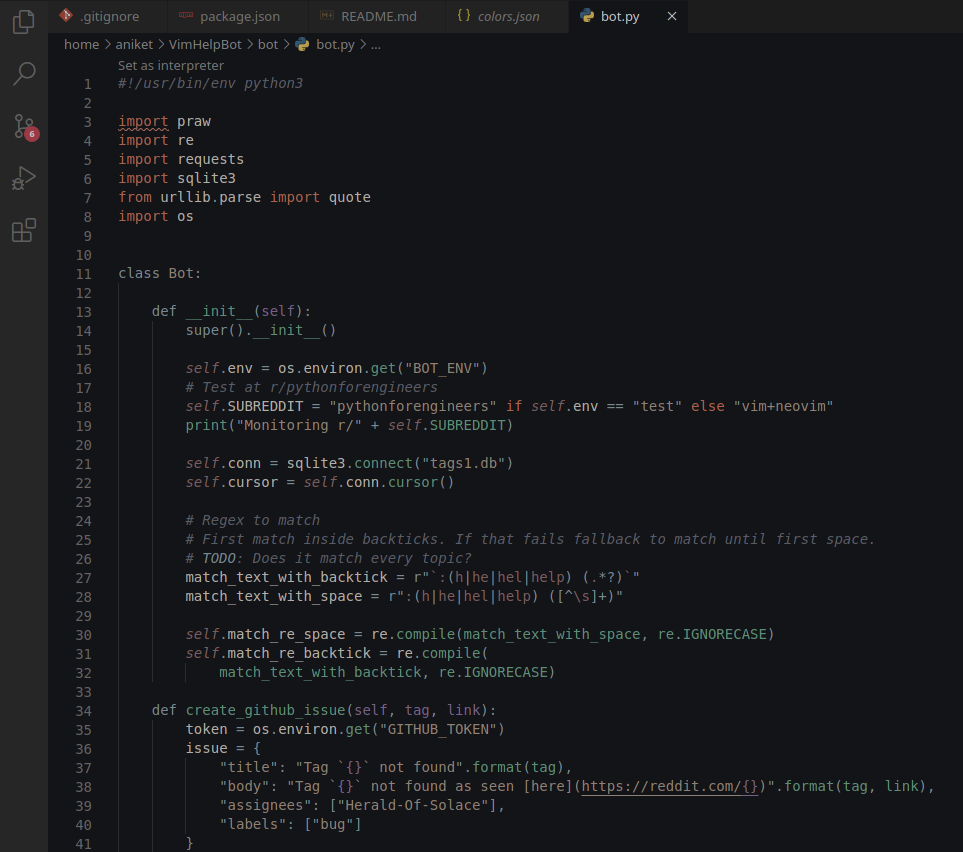 .gitignore package.json README.md { } colors.json bot.py
home > aniket > VimHelpBot > bot > bot.py > ...
6
Set as interpreter
1 #!/usr/bin/env python3
2
3 import praw
4 import re
5 import requests
6 import sqlite3
7 from urllib.parse import quote
8 import os
9
10
11 class Bot:
12
13 def __init__(self):
14 super().__init__()
15
16 self.env = os.environ.get("BOT_ENV")
17 # Test at r/pythonforengineers
18 self.SUBREDDIT = "pythonforengineers" if self.env == "test" else "vim+neovim"
19 print("Monitoring r/" + self.SUBREDDIT)
20
21 self.conn = sqlite3.connect("tags1.db")
22 self.cursor = self.conn.cursor()
23
24 # Regex to match
25 # First match inside backticks. If that fails fallback to match until first space.
26 # TODO: Does it match every topic?
27 match_text_with_backtick = r"`:(h|he|hel|help) (.*?)`"
28 match_text_with_space = r":(h|he|hel|help) ([^\s]+)"
29
30 self.match_re_space = re.compile(match_text_with_space, re.IGNORECASE)
31 self.match_re_backtick = re.compile(
32 match_text_with_backtick, re.IGNORECASE)
33
34 def create_github_issue(self, tag, link):
35 token = os.environ.get("GITHUB_TOKEN")
36 issue = {
37 "title": "Tag `{}` not found".format(tag),
38 "body": "Tag `{}` not found as seen [here](https://reddit.com/{})".format(tag, link),
39 "assignees": ["Herald-Of-Solace"],
40 "labels": ["bug"]
41 }